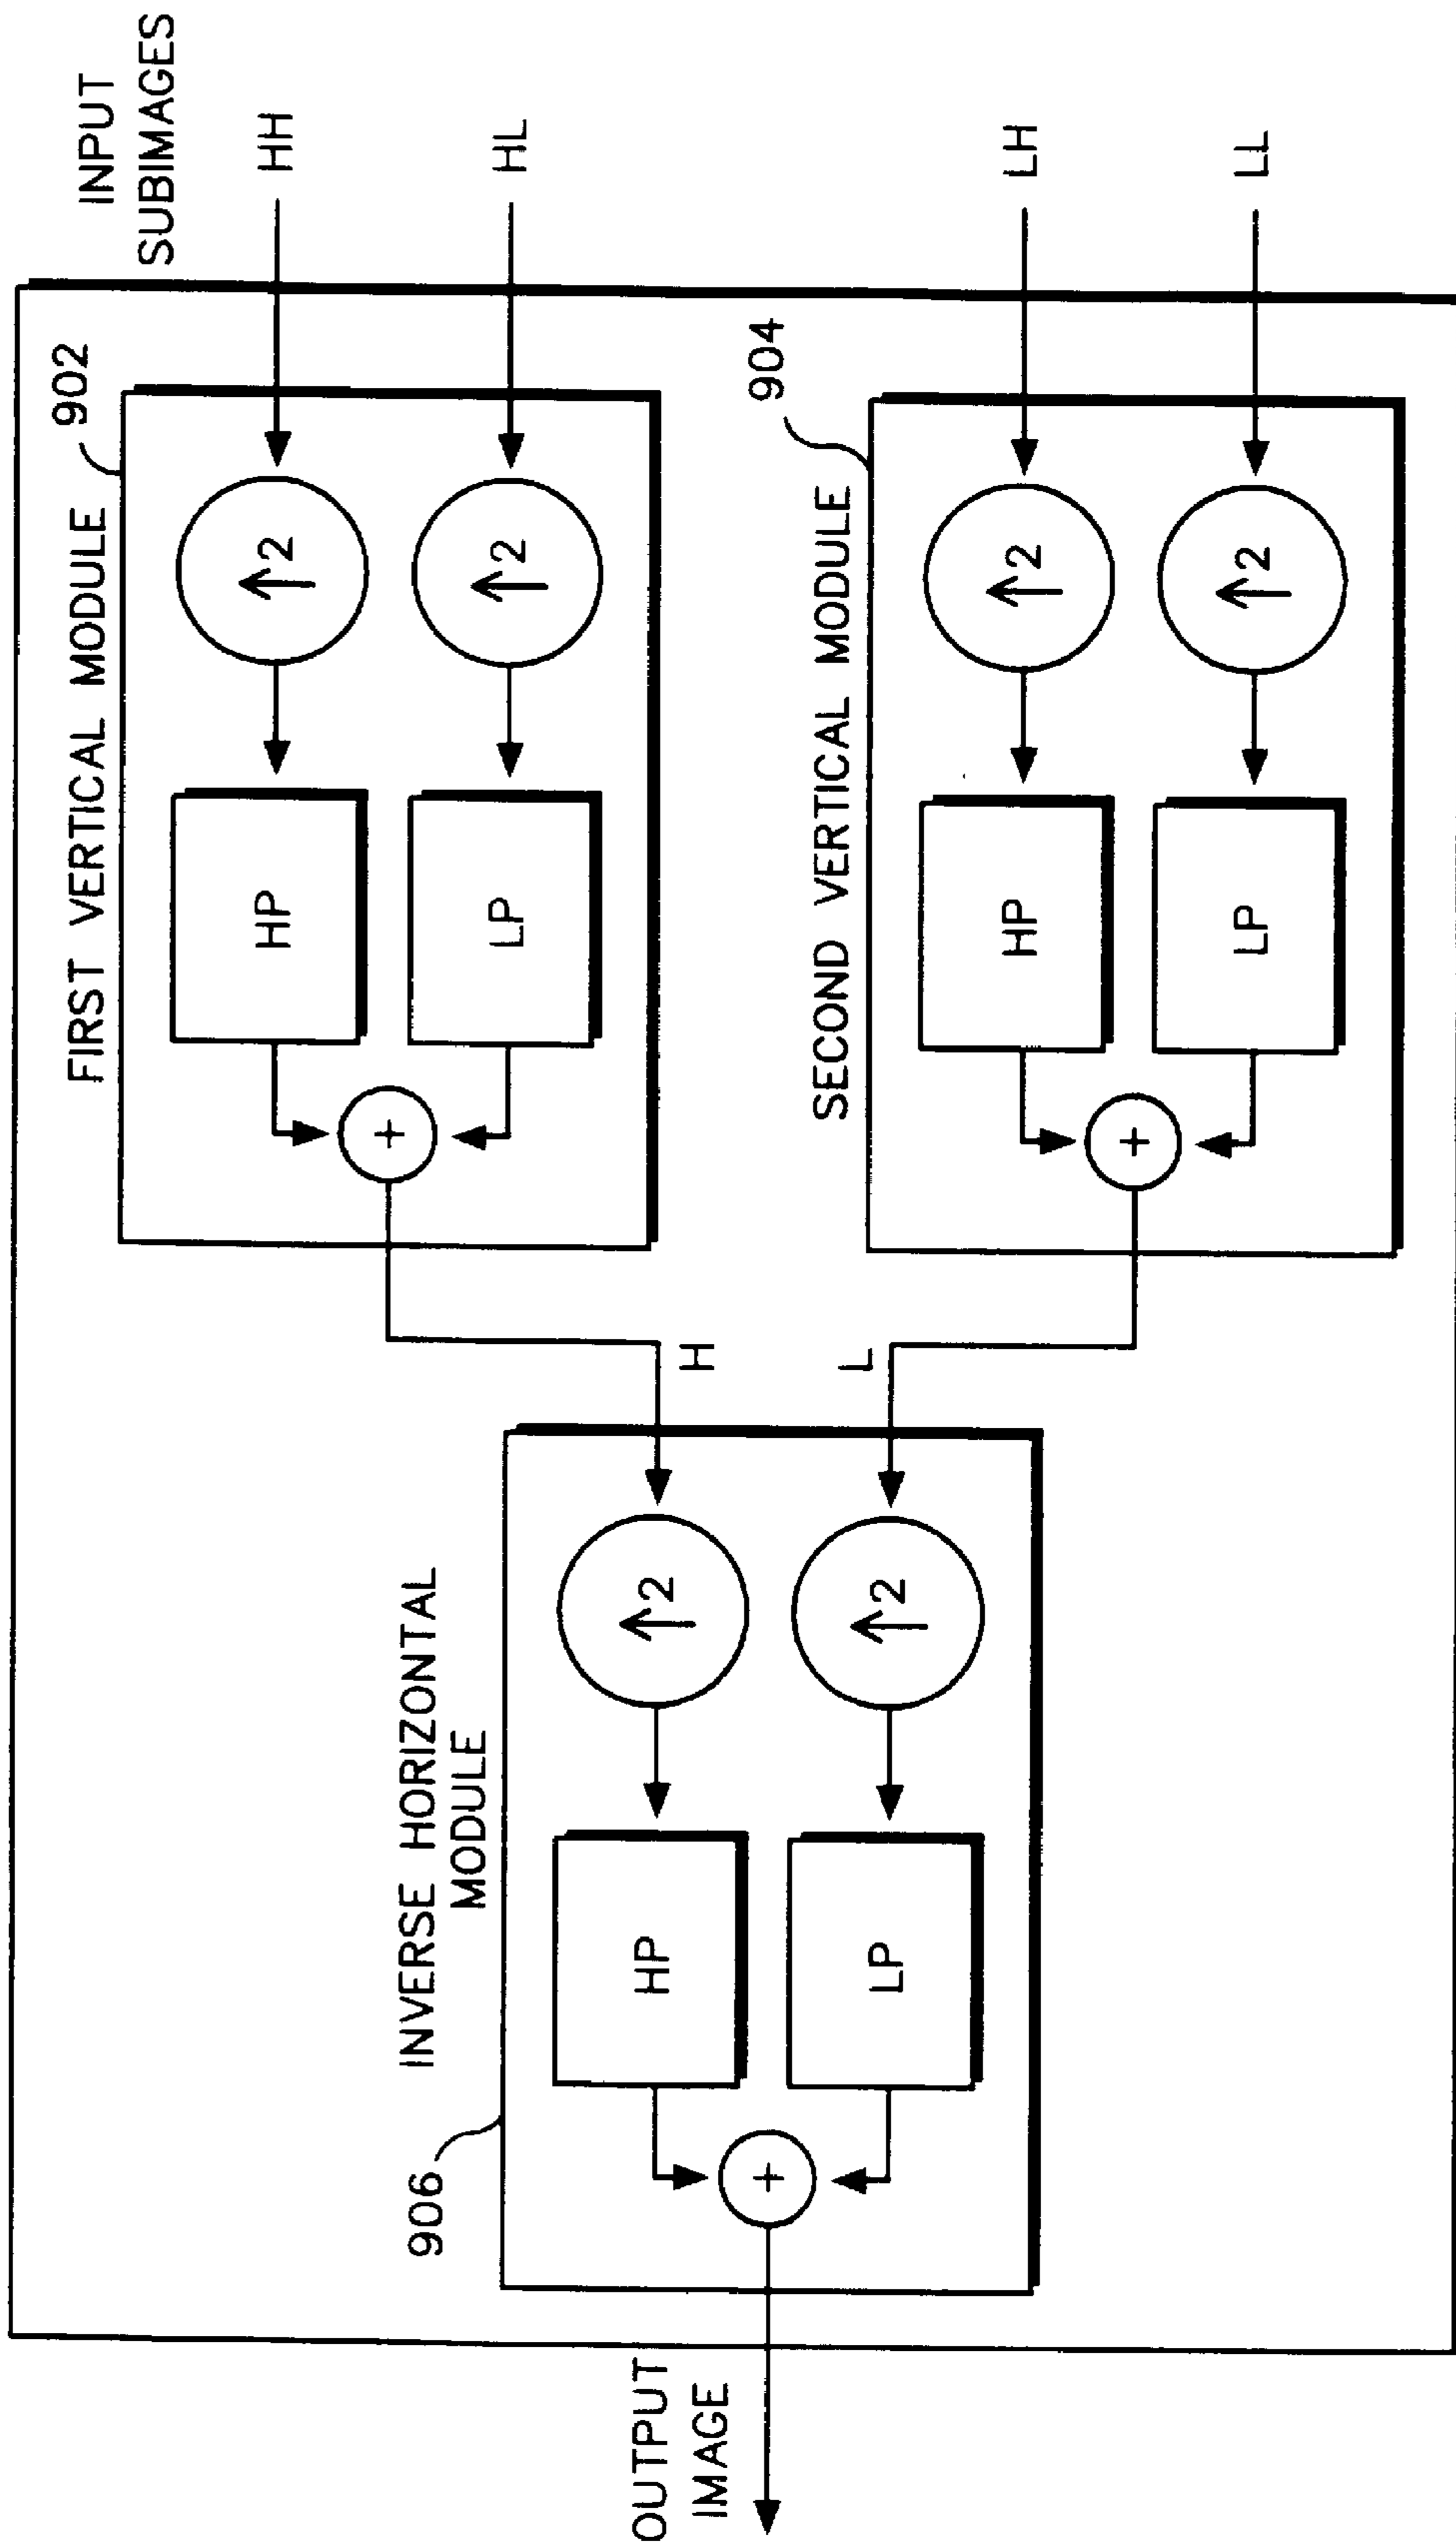 INPUT
SUBIMAGES
HH
HL
LH
LL
902
FIRST VERTICAL MODULE
↑2
↑2
HP
LP
+
904
SECOND VERTICAL MODULE
↑2
↑2
HP
LP
+
H
L
INVERSE HORIZONTAL
MODULE
906
↑2
↑2
HP
LP
+
OUTPUT
IMAGE